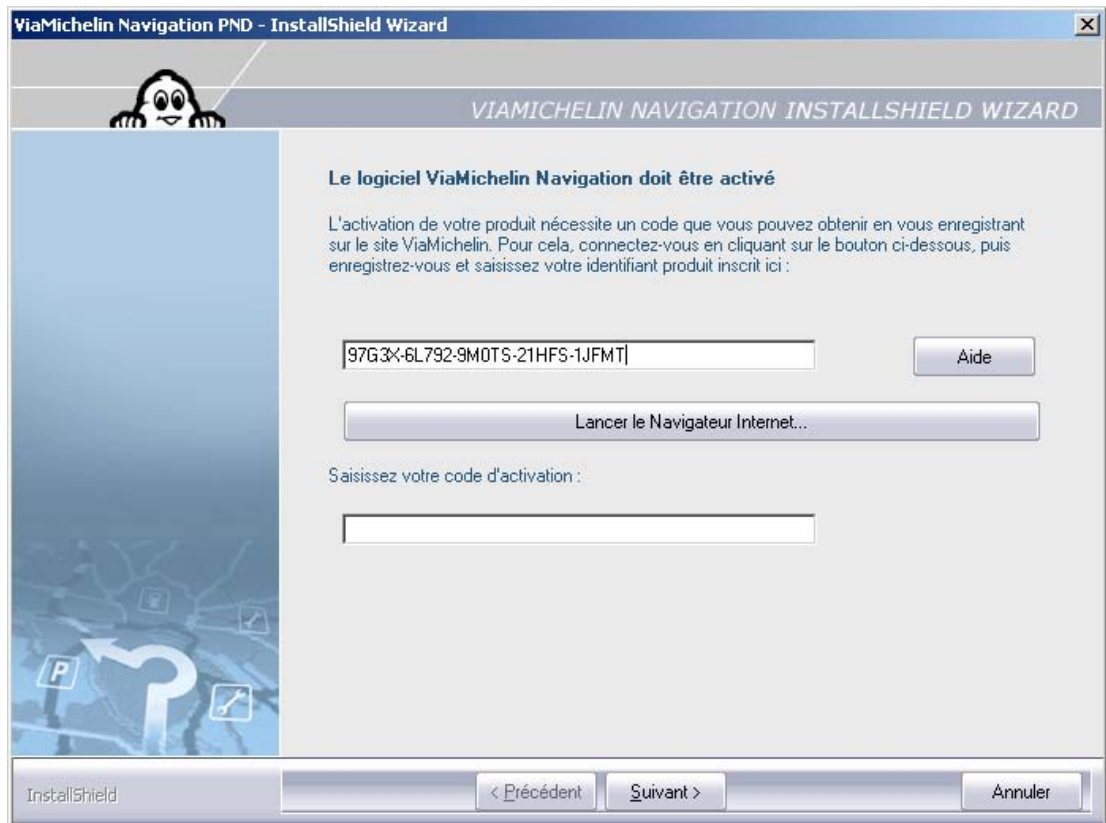 ViaMichelin Navigation PND - InstallShield Wizard
VIAMICHELIN NAVIGATION INSTALLSHIELD WIZARD
Le logiciel ViaMichelin Navigation doit être activé
L'activation de votre produit nécessite un code que vous pouvez obtenir en vous enregistrant
sur le site ViaMichelin. Pour cela, connectez-vous en cliquant sur le bouton ci-dessous, puis
enregistrez-vous et saisissez votre identifiant produit inscrit ici :
97G3X-6L792-9M0TS-21HFS-1JFMT
Aide
Lancer le Navigateur Internet...
Saisissez votre code d'activation :
P
InstallShield
< Précédent
Suivant >
Annuler